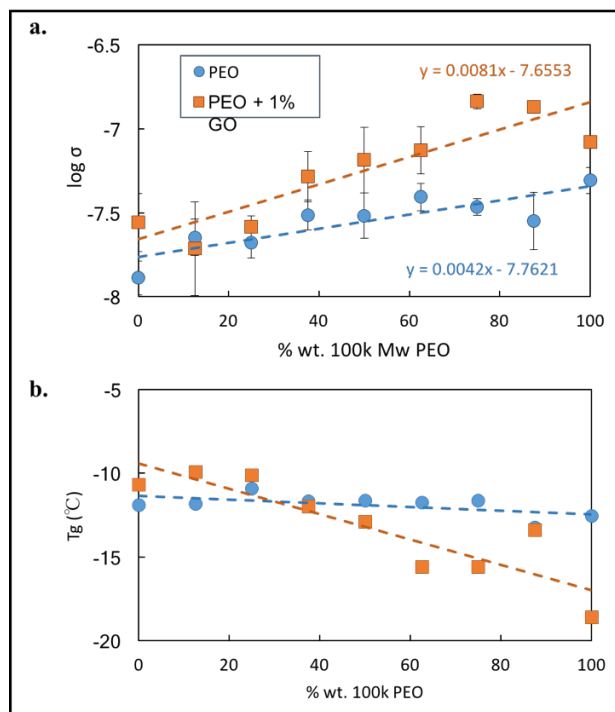 a.
-6.5
-7
-7.5
-8
log σ
PEO
PEO + 1%
GO
y = 0.0081x - 7.6553
y = 0.0042x - 7.7621
0 20 40 60 80 100
% wt. 100k Mw PEO
b.
-5
-10
-15
-20
Tg (℃)
0 20 40 60 80 100
% wt. 100k PEO